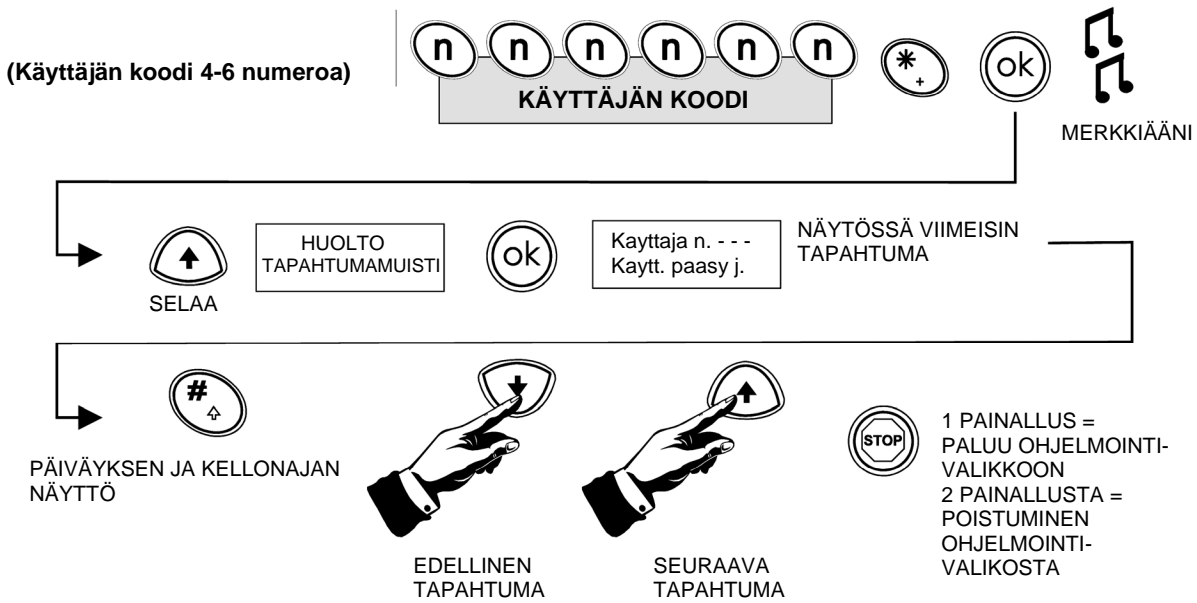 (Käyttäjän koodi 4-6 numeroa)
n n n n n n
* +
ok
KÄYTTÄJÄN KOODI
MERKKIÄÄNI
SELAA
HUOLTO
TAPAHTUMAMUISTI
ok
Kayttaja n. - - -
Kaytt. paasy j.
NÄYTÖSSÄ VIIMEISIN
TAPAHTUMA
#
PÄIVÄYKSEN JA KELLONAJAN
NÄYTTÖ
EDELLINEN
TAPAHTUMA
SEURAAVA
TAPAHTUMA
STOP
1 PAINALLUS =
PALUU OHJELMOINTI-
VALIKKOON
2 PAINALLUSTA =
POISTUMINEN
OHJELMOINTI-
VALIKOSTA